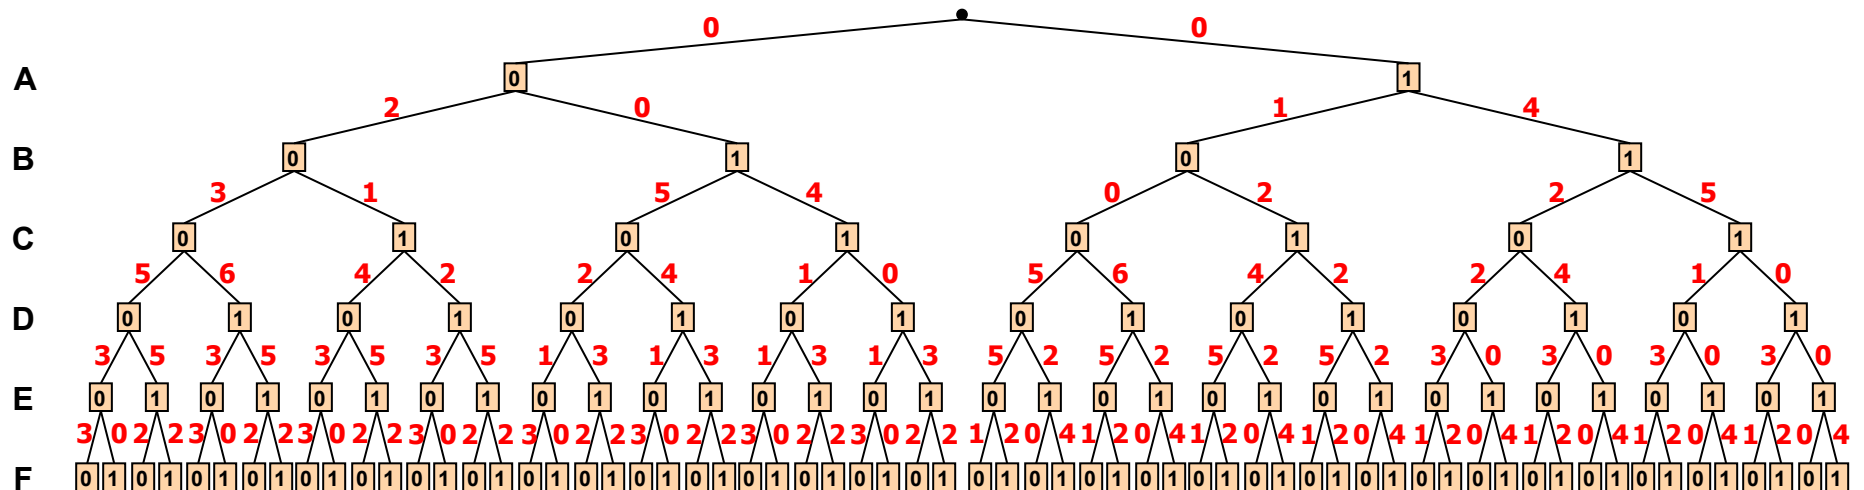 0 0
A 0 1
2 0 1 4
B 0 1 0 1
3 1 5 4 0 2 2 5
C 0 1 0 1 0 1 0 1
5 6 4 2 2 4 1 0 5 6 4 2 2 4 1 0
D 0 1 0 1 0 1 0 1 0 1 0 1 0 1 0 1
3 5 3 5 3 5 3 5 1 3 1 3 1 3 1 3 5 2 5 2 5 2 5 2 3 0 3 0 3 0 3 0
E 0 1 0 1 0 1 0 1 0 1 0 1 0 1 0 1 0 1 0 1 0 1 0 1 0 1 0 1 0 1 0 1
3 0 2 2 3 0 2 2 3 0 2 2 3 0 2 2 3 0 2 2 3 0 2 2 3 0 2 2 3 0 2 2 1 2 0 4 1 2 0 4 1 2 0 4 1 2 0 4 1 2 0 4 1 2 0 4 1 2 0 4 1 2 0 4
F 0 1 0 1 0 1 0 1 0 1 0 1 0 1 0 1 0 1 0 1 0 1 0 1 0 1 0 1 0 1 0 1 0 1 0 1 0 1 0 1 0 1 0 1 0 1 0 1 0 1 0 1 0 1 0 1 0 1 0 1 0 1 0 1